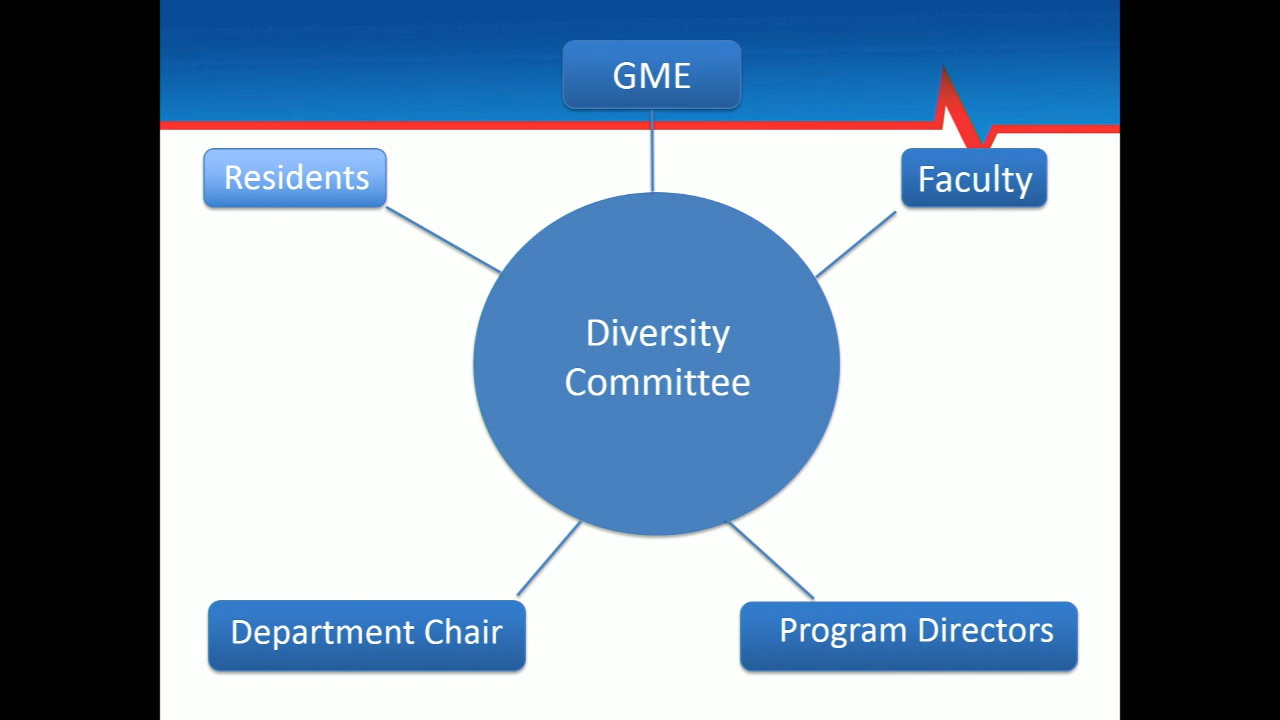 GME
Residents
Faculty
Diversity
Committee
Department Chair
Program Directors